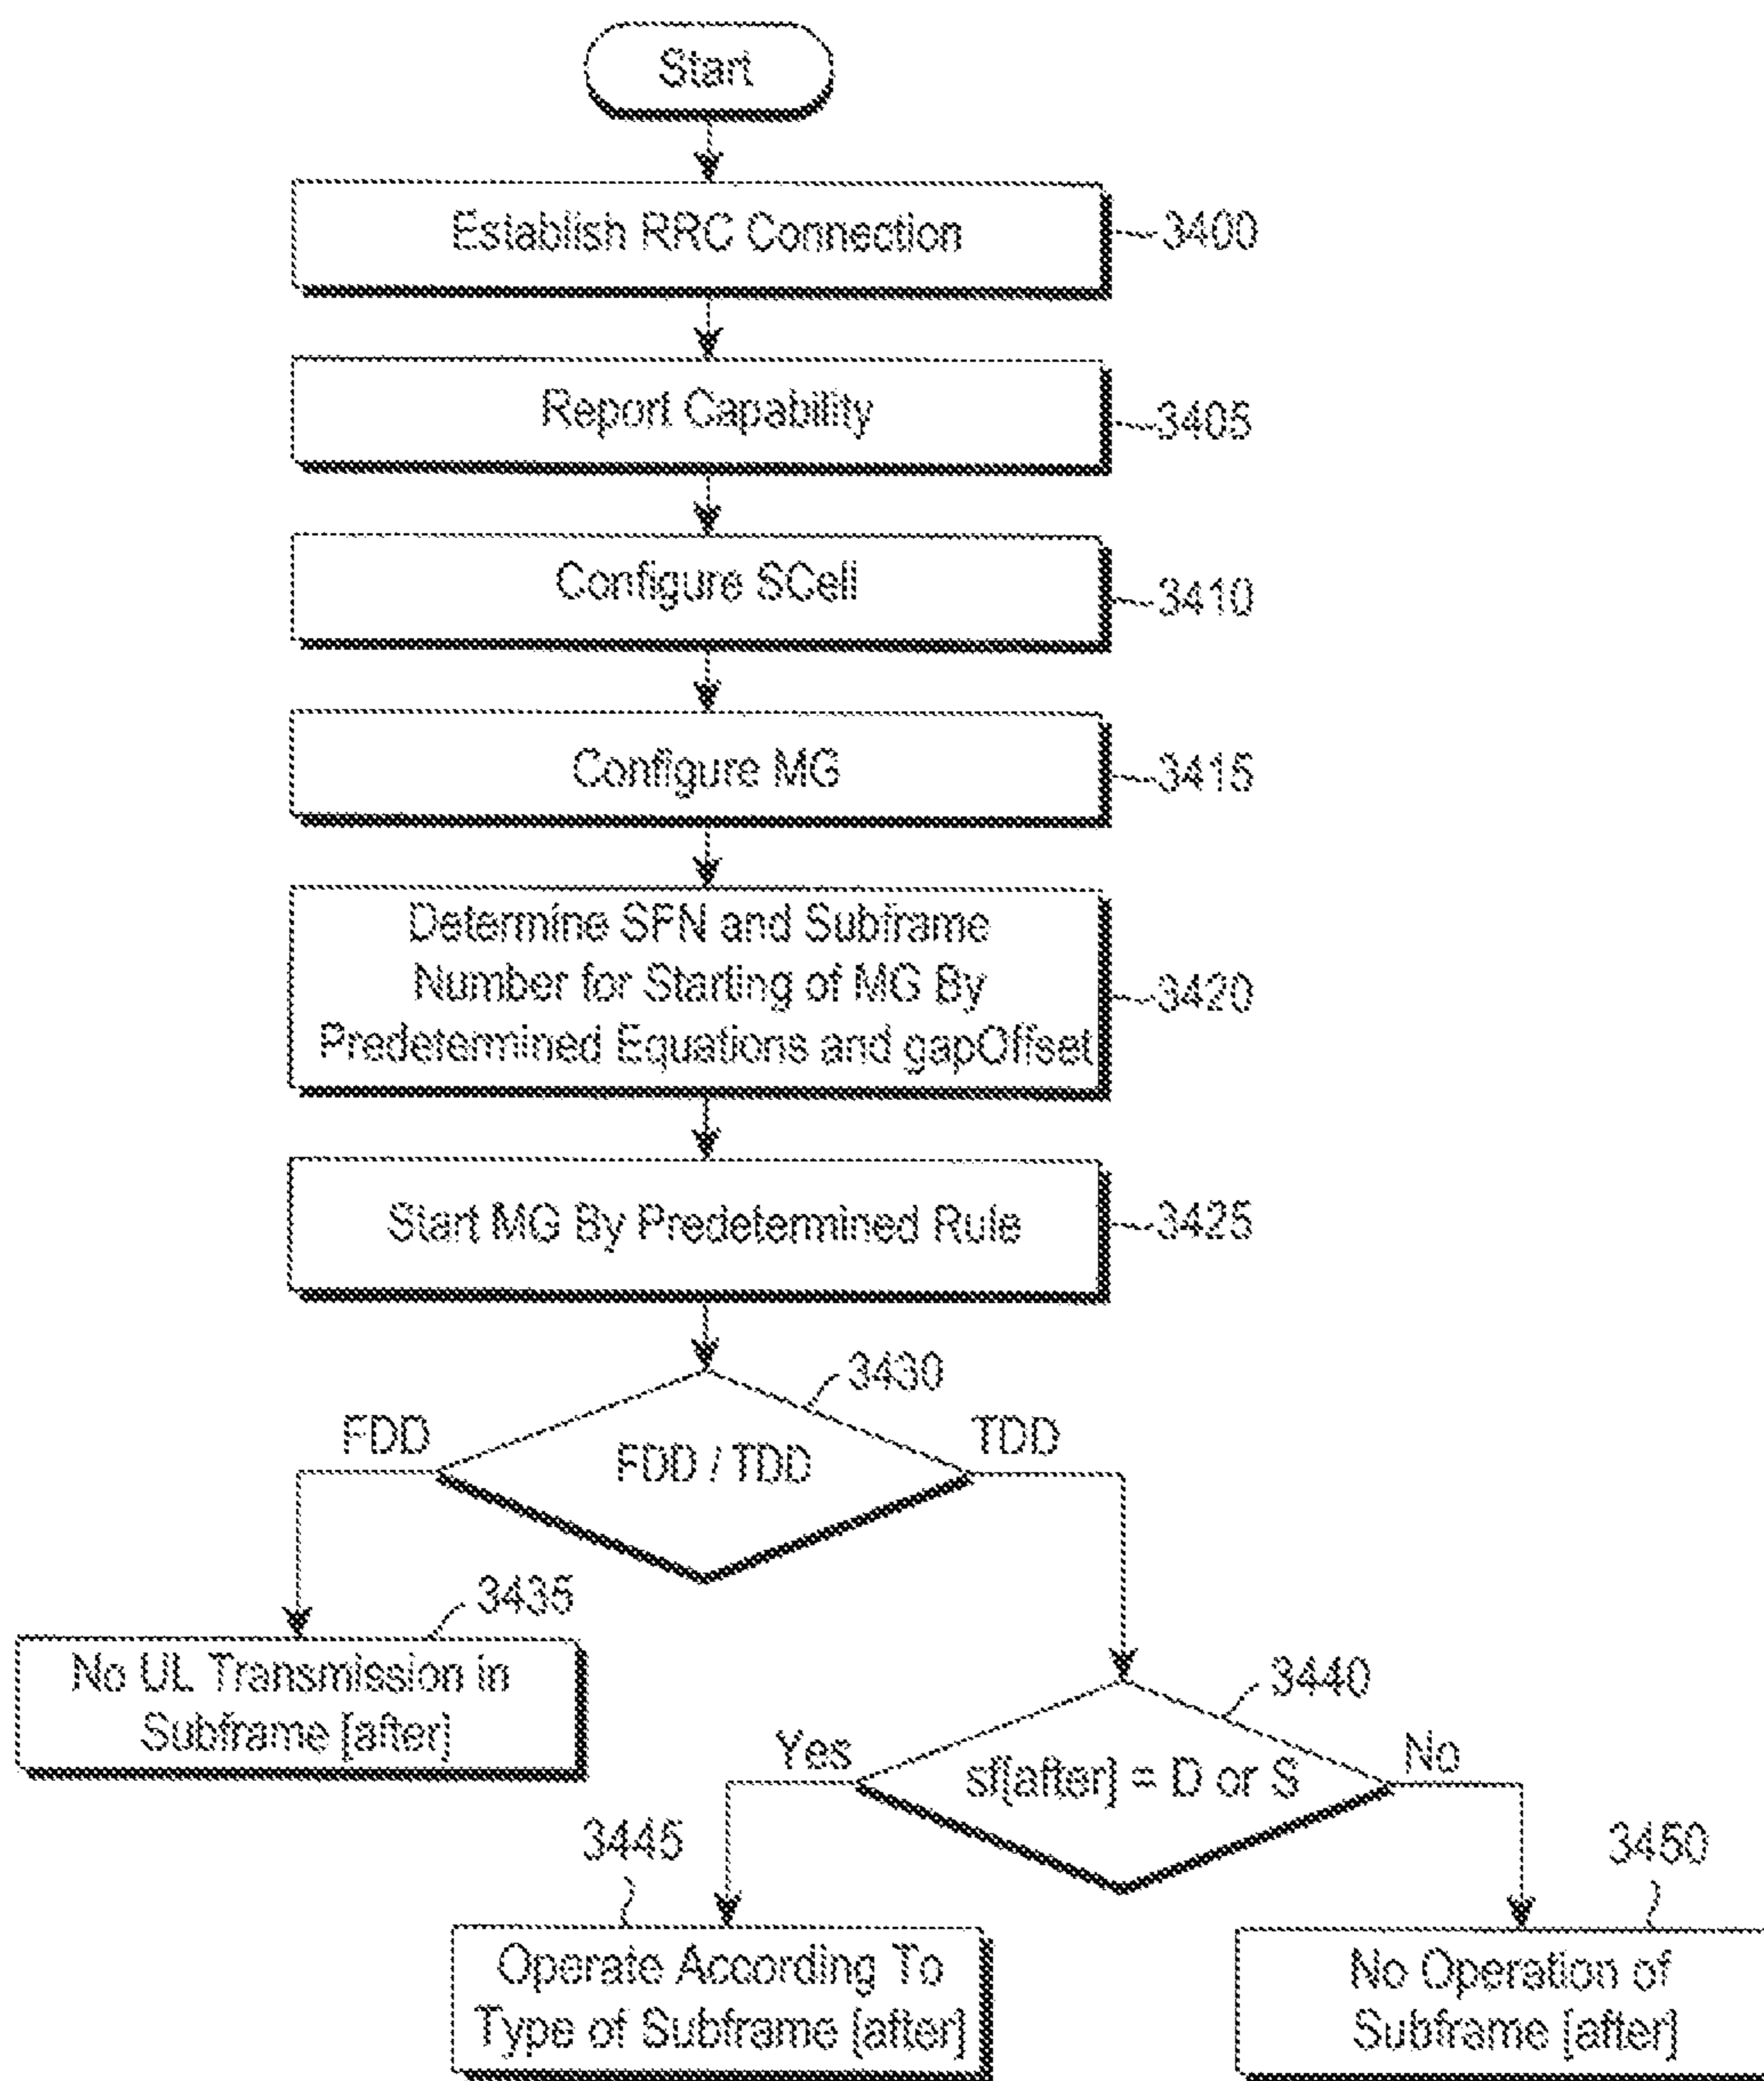 Start
Establish RRC Connection
3400
Report Capability
3405
Configure SCell
3410
Configure MG
3415
Determine SFN and Subframe
Number for Starting of MG By
Predetermined Equations and gapOffset
3420
Start MG By Predetermined Rule
3425
3430
FDD
FDD / TDD
TDD
3435
No UL Transmission in
Subframe [after]
3440
Yes
sf[after] = D or S
No
3445
Operate According To
Type of Subframe [after]
3450
No Operation of
Subframe [after]